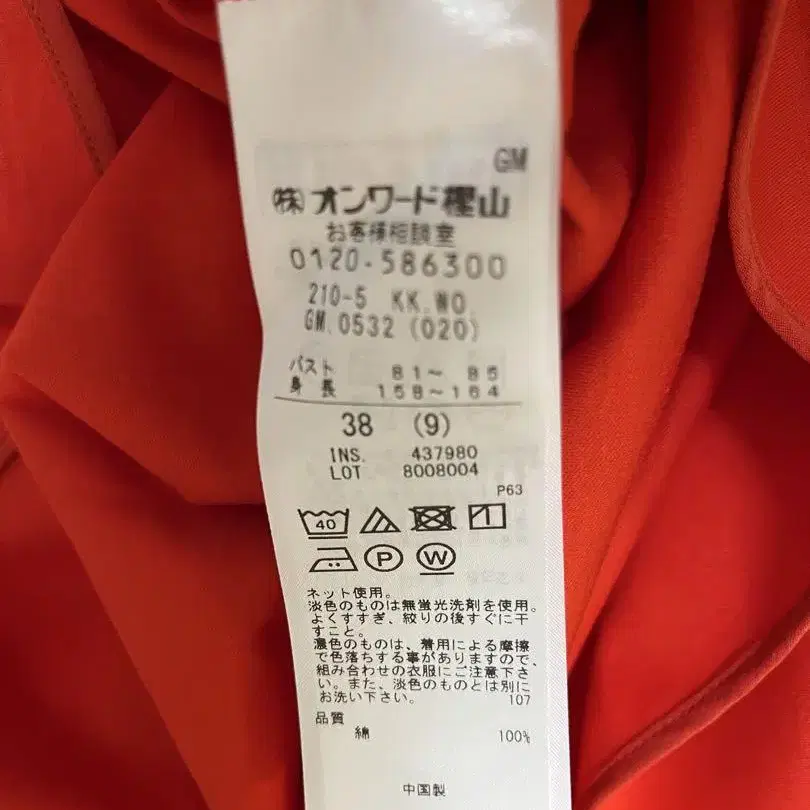 GM
㈱オンワード樫山
お客様相談室
0120-586300
210-5 KK.WO.
GM.0532 (020)
バスト 81〜 85
身長 158〜164
38 (9)
INS. 437980
LOT 8008004
P63
40
P W
ネット使用。
淡色のものは無蛍光洗剤を使用。
よくすすぎ、絞りの後すぐに干
すこと。
濃色のものは、着用による摩擦
で色落ちする事がありますので、
組み合わせの衣服にご注意下さ
い。また、淡色のものとは別に
お洗い下さい。 107
品質
綿 100%
中国製